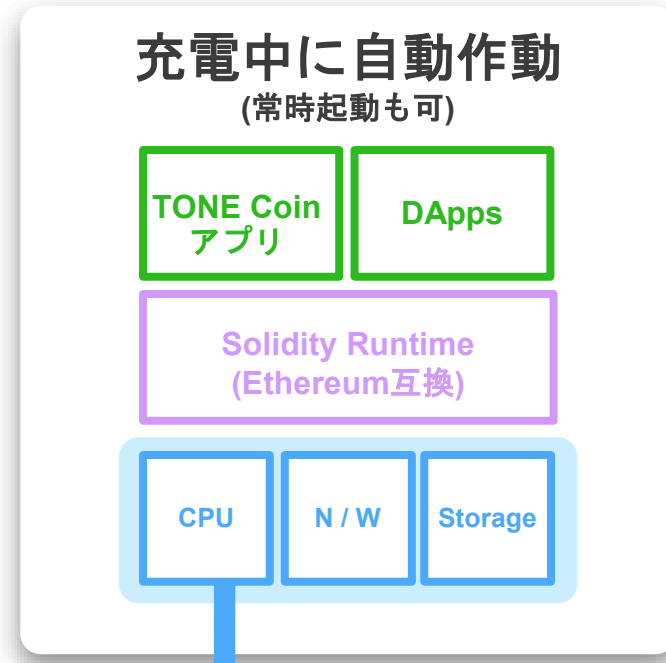 充電中に自動作動
(常時起動も可)
TONE Coin
アプリ
DApps
Solidity Runtime
(Ethereum互換)
CPU
N / W
Storage